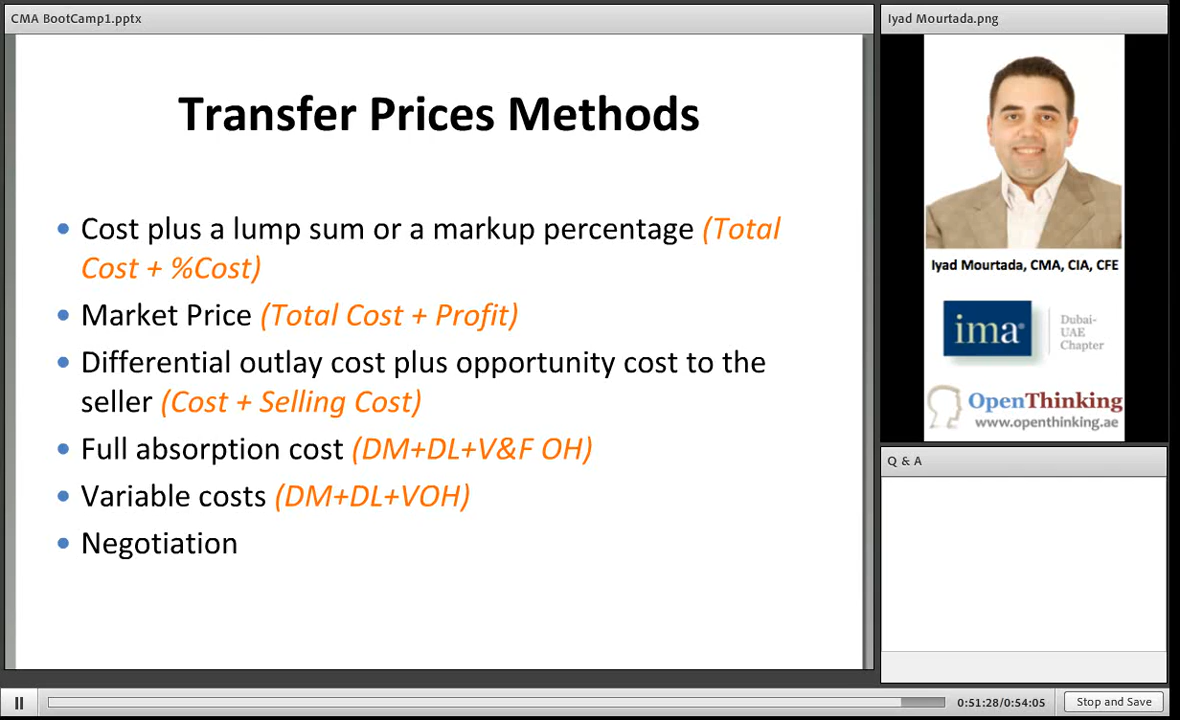 CMA BootCamp1.pptx
Transfer Prices Methods
• Cost plus a lump sum or a markup percentage (Total
Cost + %Cost)
• Market Price (Total Cost + Profit)
• Differential outlay cost plus opportunity cost to the
seller (Cost + Selling Cost)
• Full absorption cost (DM+DL+V&F OH)
• Variable costs (DM+DL+VOH)
• Negotiation
Iyad Mourtada.png
Iyad Mourtada, CMA, CIA, CFE
ima®
Dubai-
UAE
Chapter
OpenThinking
www.openthinking.ae
Q & A
0:51:28/0:54:05
Stop and Save